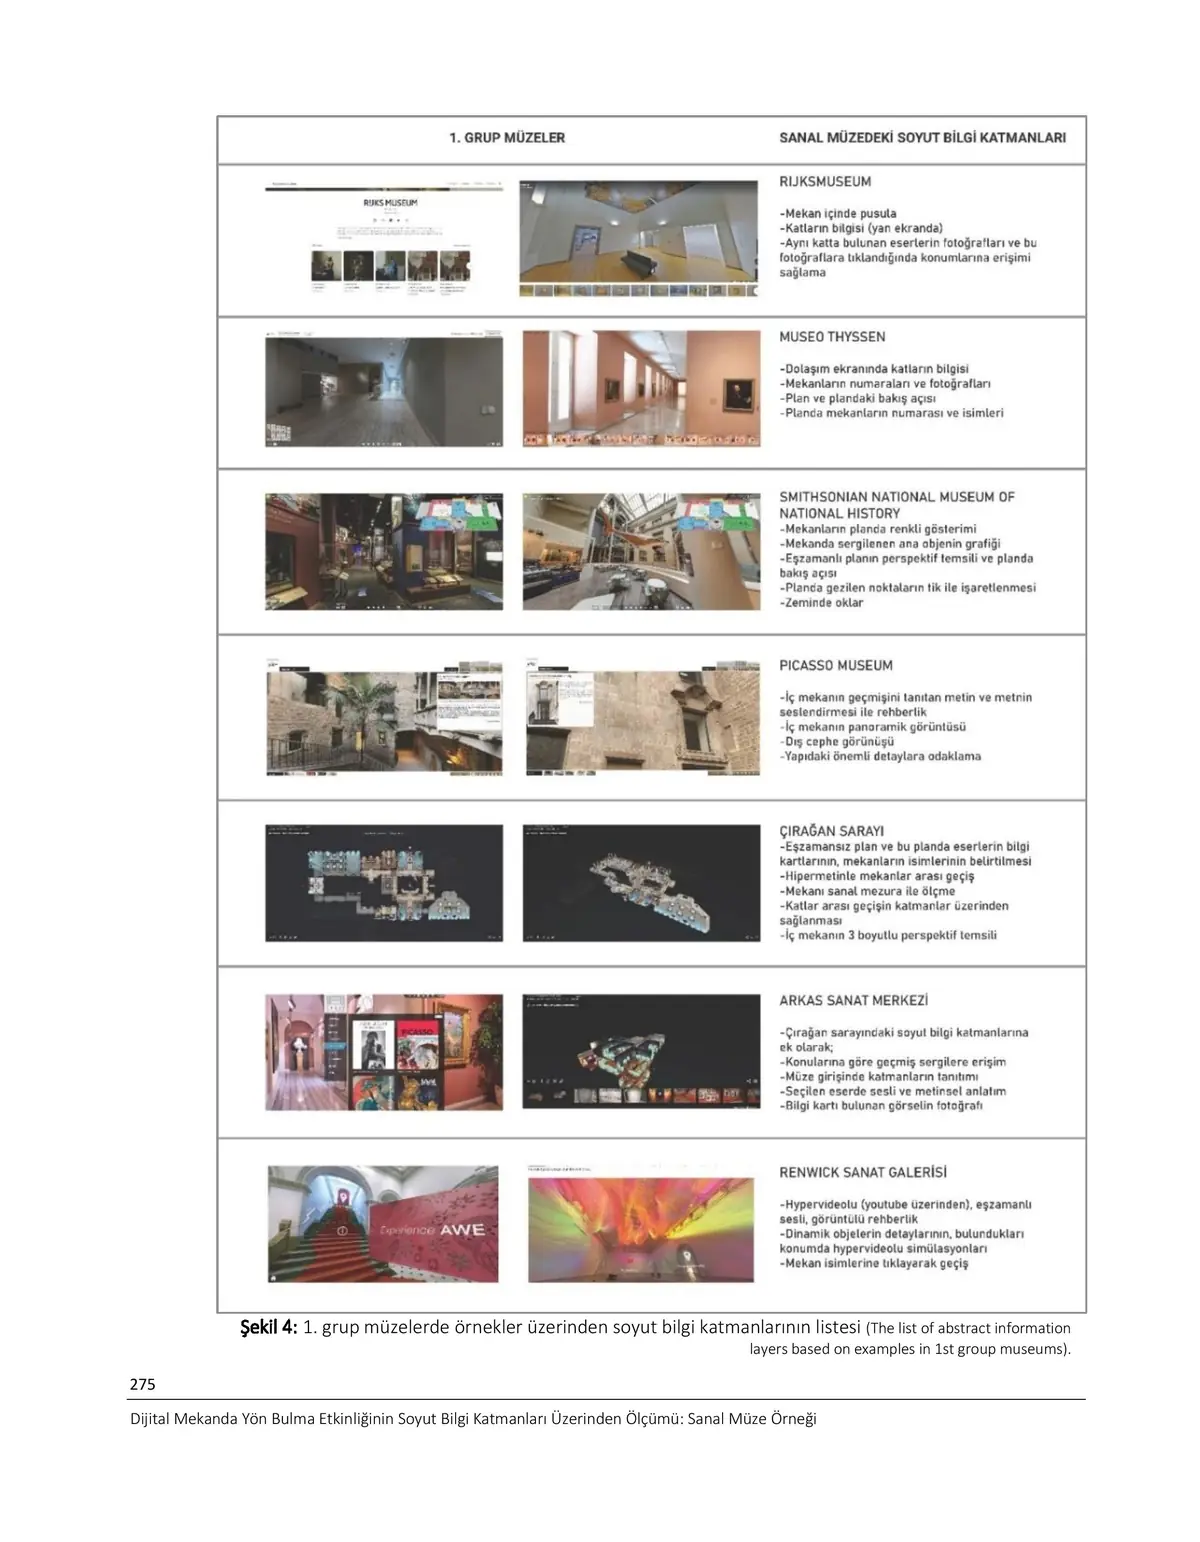 1. GRUP MÜZELER
SANAL MÜZEDEKİ SOYUT BİLGİ KATMANLARI
RIJKS MUSEUM
RIJKSMUSEUM
-Mekan içinde pusula
-Katların bilgisi (yan ekranda)
-Aynı katta bulunan eserlerin fotoğrafları ve bu
fotoğraflara tıklandığında konumlarına erişimi
sağlama
MUSEO THYSSEN
-Dolaşım ekranında katların bilgisi
-Mekanların numaraları ve fotoğrafları
-Plan ve plandaki bakış açısı
-Planda mekanların numarası ve isimleri
SMITHSONIAN NATIONAL MUSEUM OF
NATIONAL HISTORY
-Mekanların planda renkli gösterimi
-Mekanda sergilenen ana objenin grafiği
-Eşzamanlı planın perspektif temsili ve planda
bakış açısı
-Planda gezilen noktaların tik ile işaretlenmesi
-Zeminde oklar
PICASSO MUSEUM
-İç mekanın geçmişini tanıtan metin ve metnin
seslendirmesi ile rehberlik
-İç mekanın panoramik görüntüsü
-Dış cephe görünüşü
-Yapıdaki önemli detaylara odaklama
ÇIRAĞAN SARAYI
-Eşzamansız plan ve bu planda eserlerin bilgi
kartlarının, mekanların isimlerinin belirtilmesi
-Hipermetinle mekanlar arası geçiş
-Mekanı sanal mezura ile ölçme
-Katlar arası geçişin katmanlar üzerinden
sağlanması
-İç mekanın 3 boyutlu perspektif temsili
PICASSO
ARKAS SANAT MERKEZİ
-Çırağan sarayındaki soyut bilgi katmanlarına
ek olarak;
-Konularına göre geçmiş sergilere erişim
-Müze girişinde katmanların tanıtımı
-Seçilen eserde sesli ve metinsel anlatım
-Bilgi kartı bulunan görselin fotoğrafı
Experience AWE
RENWICK SANAT GALERİSİ
-Hypervideolu (youtube üzerinden), eşzamanlı
sesli, görüntülü rehberlik
-Dinamik objelerin detaylarının, bulundukları
konumda hypervideolu simülasyonları
-Mekan isimlerine tıklayarak geçiş
Şekil 4: 1. grup müzelerde örnekler üzerinden soyut bilgi katmanlarının listesi (The list of abstract information
layers based on examples in 1st group museums).
275
Dijital Mekanda Yön Bulma Etkinliğinin Soyut Bilgi Katmanları Üzerinden Ölçümü: Sanal Müze Örneği